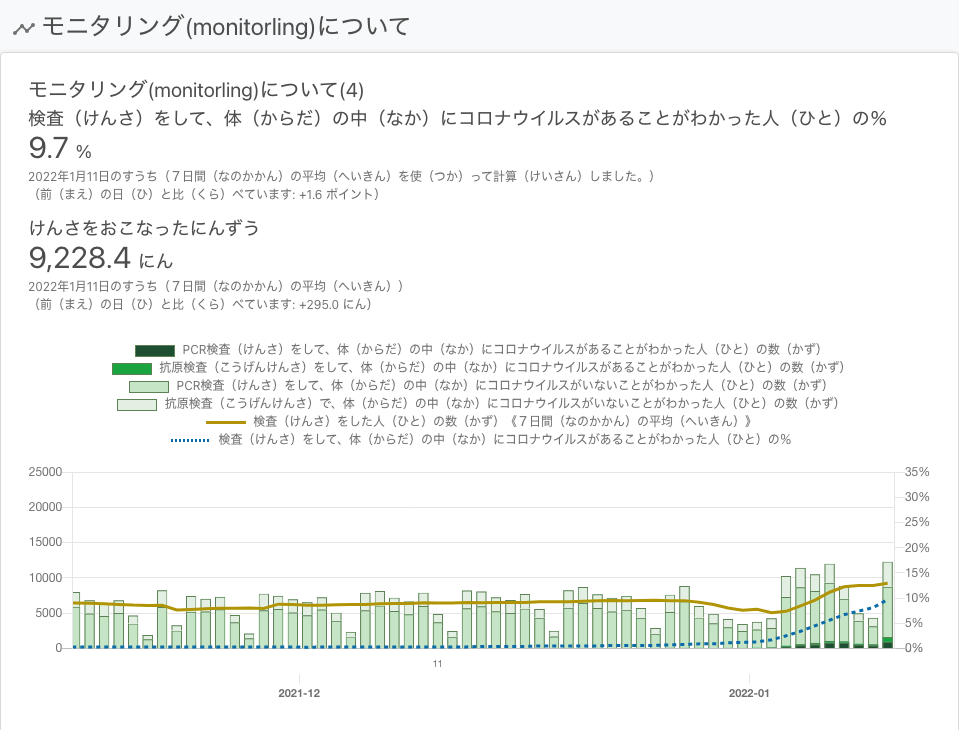 モニタリング(monitorling)について
モニタリング(monitorling)について(4)
検査（けんさ）をして、体（からだ）の中（なか）にコロナウイルスがあることがわかった人（ひと）の％
9.7 %
2022年1月11日のすうち（７日間（なのかかん）の平均（へいきん）を使（つか）って計算（けいさん）しました。）
（前（まえ）の日（ひ）と比（くら）べています: +1.6 ポイント）
けんさをおこなったにんずう
9,228.4 にん
2022年1月11日のすうち（７日間（なのかかん）の平均（へいきん））
（前（まえ）の日（ひ）と比（くら）べています: +295.0 にん）
PCR検査（けんさ）をして、体（からだ）の中（なか）にコロナウイルスがあることがわかった人（ひと）の数（かず）
抗原検査（こうげんけんさ）をして、体（からだ）の中（なか）にコロナウイルスがあることがわかった人（ひと）の数（かず）
PCR検査（けんさ）をして、体（からだ）の中（なか）にコロナウイルスがいないことがわかった人（ひと）の数（かず）
抗原検査（こうげんけんさ）で、体（からだ）の中（なか）にコロナウイルスがいないことがわかった人（ひと）の数（かず）
検査（けんさ）をした人（ひと）の数（かず）《７日間（なのかかん）の平均（へいきん）》
検査（けんさ）をして、体（からだ）の中（なか）にコロナウイルスがあることがわかった人（ひと）の％
25000 35%
30%
20000
25%
15000
20%
15%
10000
10%
5000
5%
0 0%
11
2021-12 2022-01